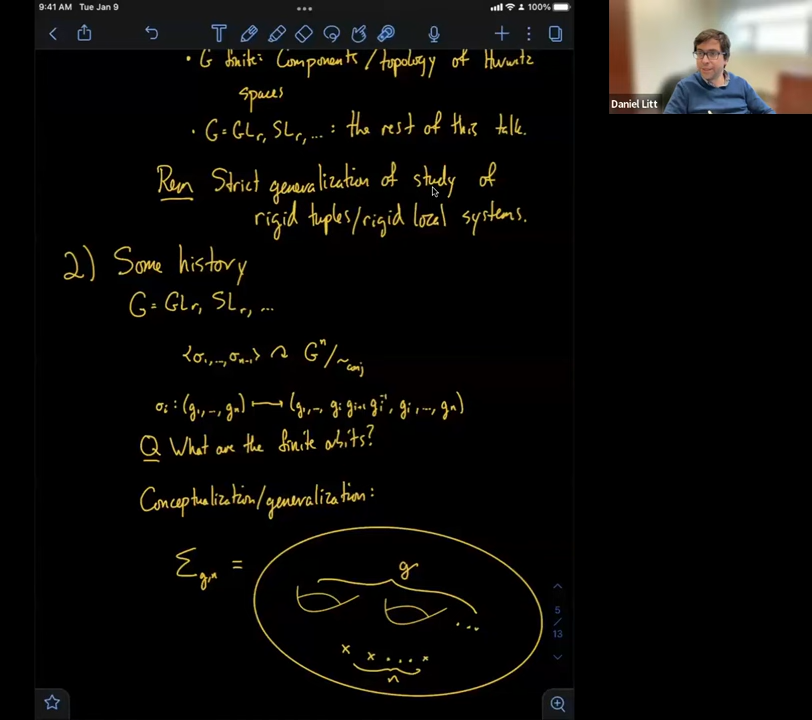 9:41 AM Tue Jan 9
100%
Daniel Litt
• G finite: Components/topology of Hurwitz
spaces
• G=GLr, SLr, ...: the rest of this talk.
Rem Strict generalization of study of
rigid tuples/rigid local systems.
2) Some history
G=GLr, SLr, ...
<σ₁,...,σₙ₋₁> ↷ Gⁿ/~conj
σᵢ: (g₁,...,gₙ) ⟼ (g₁,..., gᵢ gᵢ₊₁ gᵢ⁻¹, gᵢ,..., gₙ)
Q What are the finite orbits?
Conceptualization/generalization:
Σg,n =
g
...
x x .... x
n
5
/
13